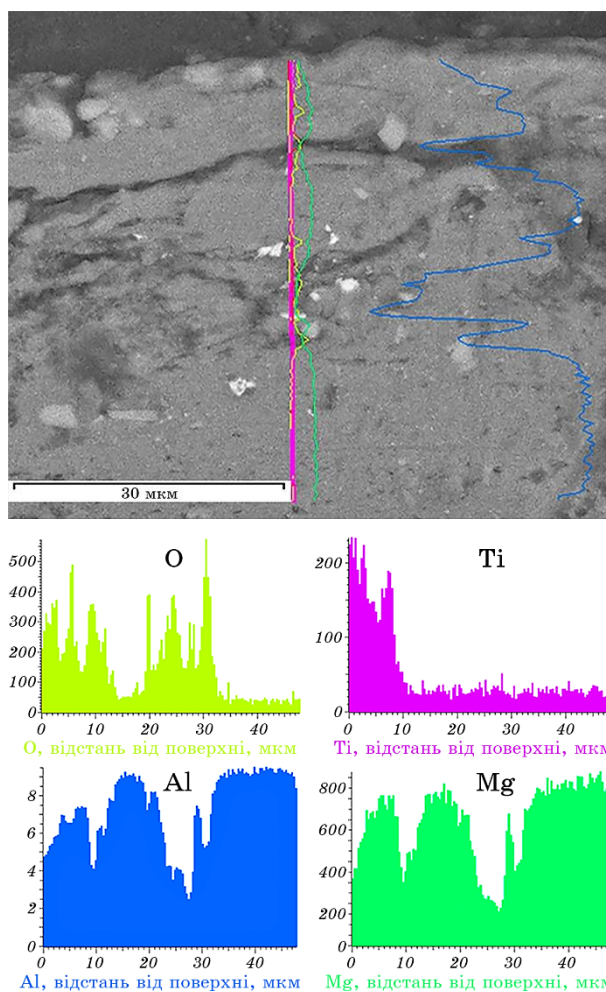 30 мкм
O
Ti
500
400
300
200
100
0
0 10 20 30 40
O, відстань від поверхні, мкм
200
100
0
0 10 20 30 40
Ti, відстань від поверхні, мкм
Al
Mg
8
6
4
2
0
0 10 20 30 40
Al, відстань від поверхні, мкм
800
600
400
200
0
0 10 20 30 40
Mg, відстань від поверхні, мкм